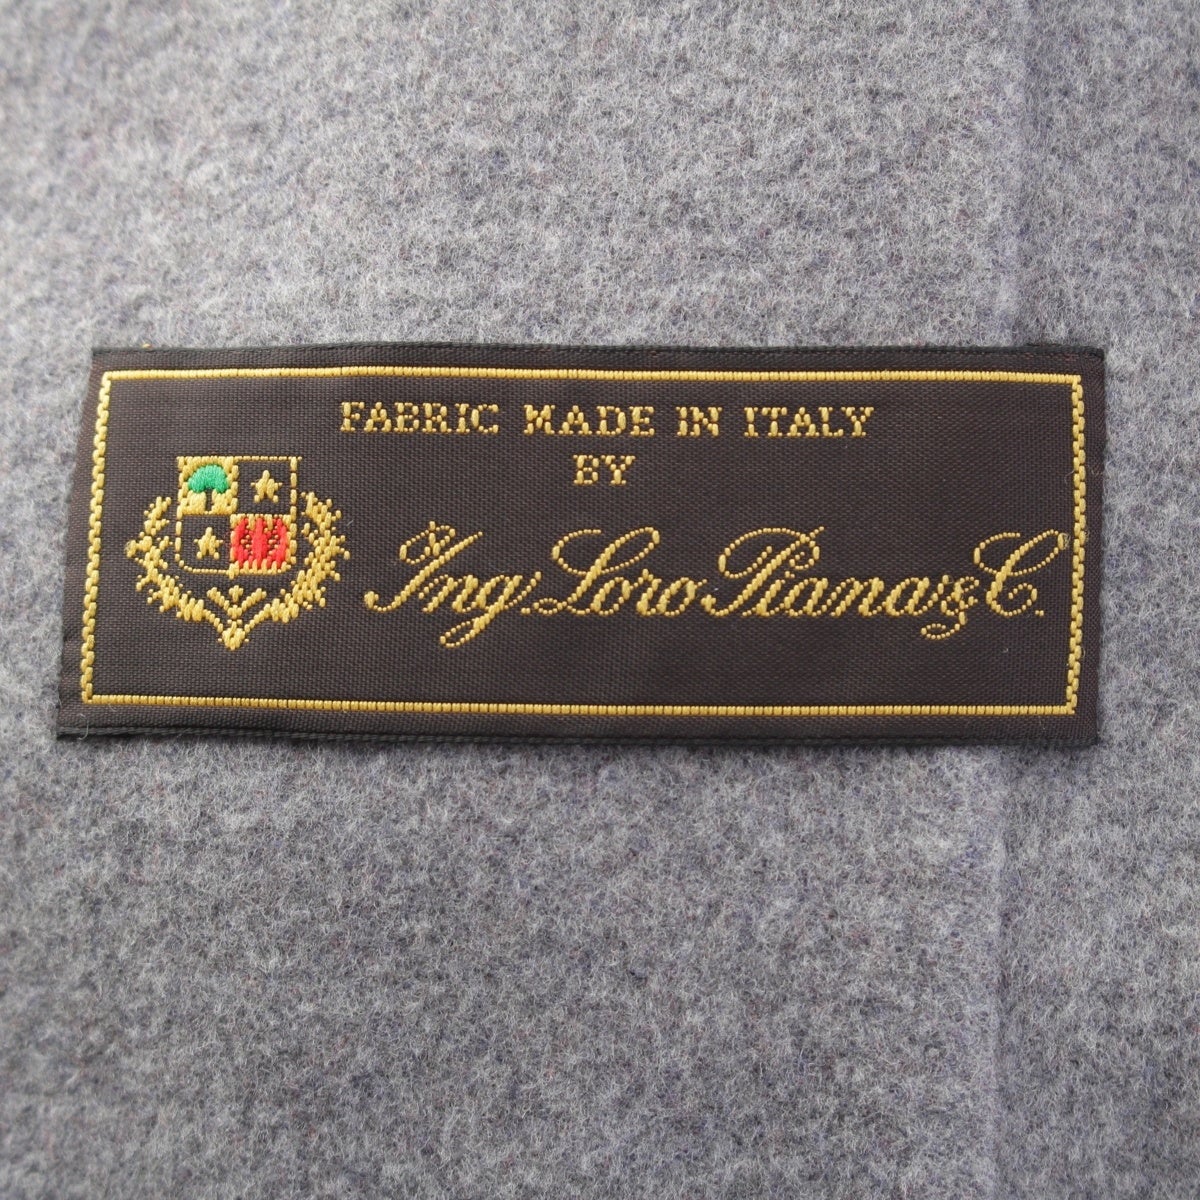 FABRIC MADE IN ITALY
BY
Ing. Loro Piana & C.